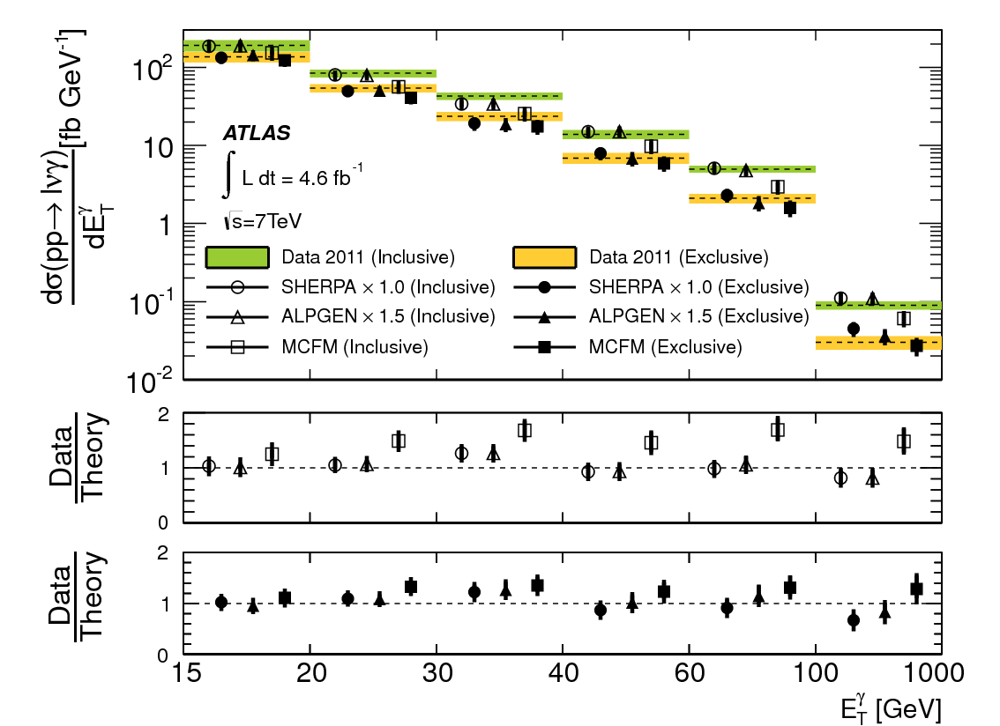 dσ(pp→ lνγ)
dE_T^γ
[fb GeV⁻¹]
10²
10
1
10⁻¹
10⁻²
ATLAS
∫ L dt = 4.6 fb⁻¹
√s=7TeV
Data 2011 (Inclusive)
Data 2011 (Exclusive)
SHERPA × 1.0 (Inclusive)
SHERPA × 1.0 (Exclusive)
ALPGEN × 1.5 (Inclusive)
ALPGEN × 1.5 (Exclusive)
MCFM (Inclusive)
MCFM (Exclusive)
Data
Theory
2
1
0
Data
Theory
2
1
0
15 20 30 40 60 100 1000
E_T^γ [GeV]